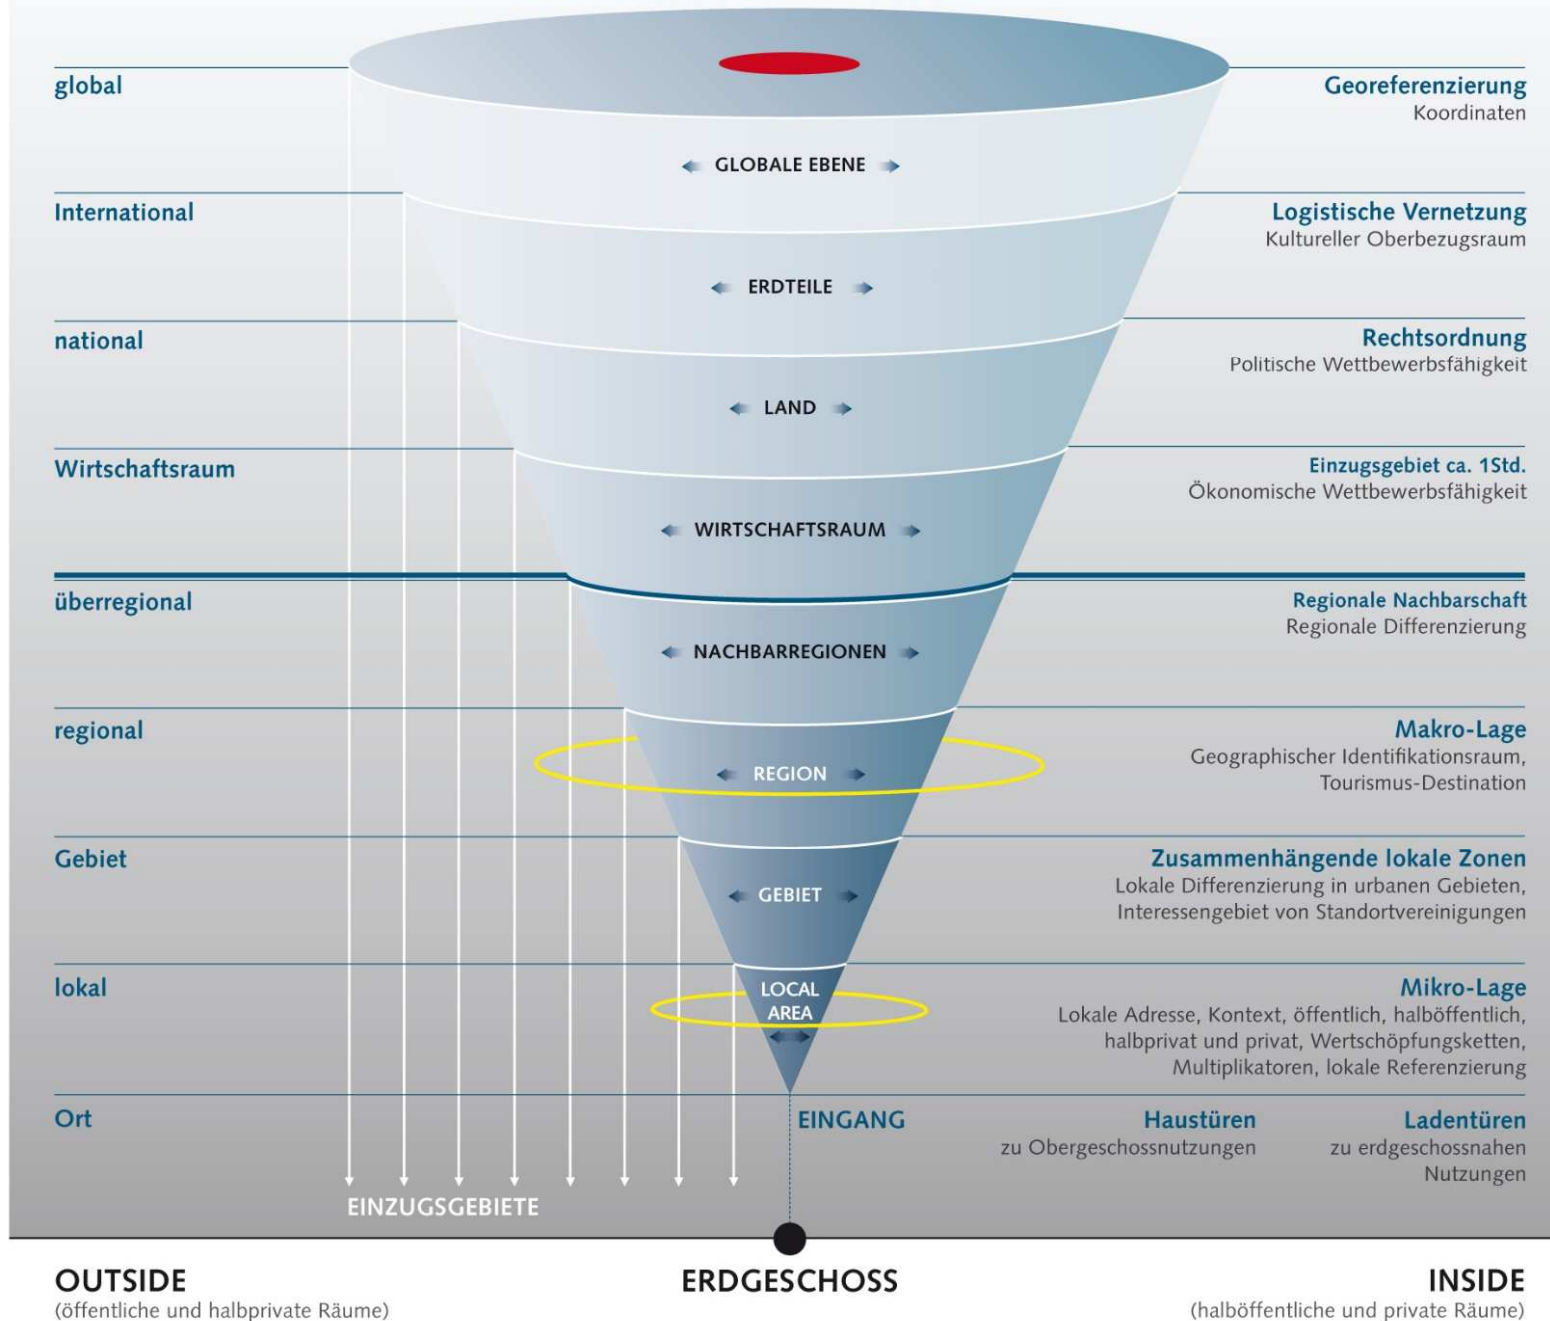 global
Georeferenzierung
Koordinaten
GLOBALE EBENE
International
Logistische Vernetzung
Kultureller Oberbezugsraum
ERDTEILE
national
Rechtsordnung
Politische Wettbewerbsfähigkeit
LAND
Wirtschaftsraum
Einzugsgebiet ca. 1Std.
Ökonomische Wettbewerbsfähigkeit
WIRTSCHAFTSRAUM
überregional
Regionale Nachbarschaft
Regionale Differenzierung
NACHBARREGIONEN
regional
Makro-Lage
Geographischer Identifikationsraum,
Tourismus-Destination
REGION
Gebiet
Zusammenhängende lokale Zonen
Lokale Differenzierung in urbanen Gebieten,
Interessengebiet von Standortvereinigungen
GEBIET
lokal
LOCAL
AREA
Mikro-Lage
Lokale Adresse, Kontext, öffentlich, halböffentlich,
halbprivat und privat, Wertschöpfungsketten,
Multiplikatoren, lokale Referenzierung
Ort
EINGANG
Haustüren
zu Obergeschossnutzungen
Ladentüren
zu erdgeschossnahen
Nutzungen
EINZUGSGEBIETE
OUTSIDE
(öffentliche und halbprivate Räume)
ERDGESCHOSS
INSIDE
(halböffentliche und private Räume)